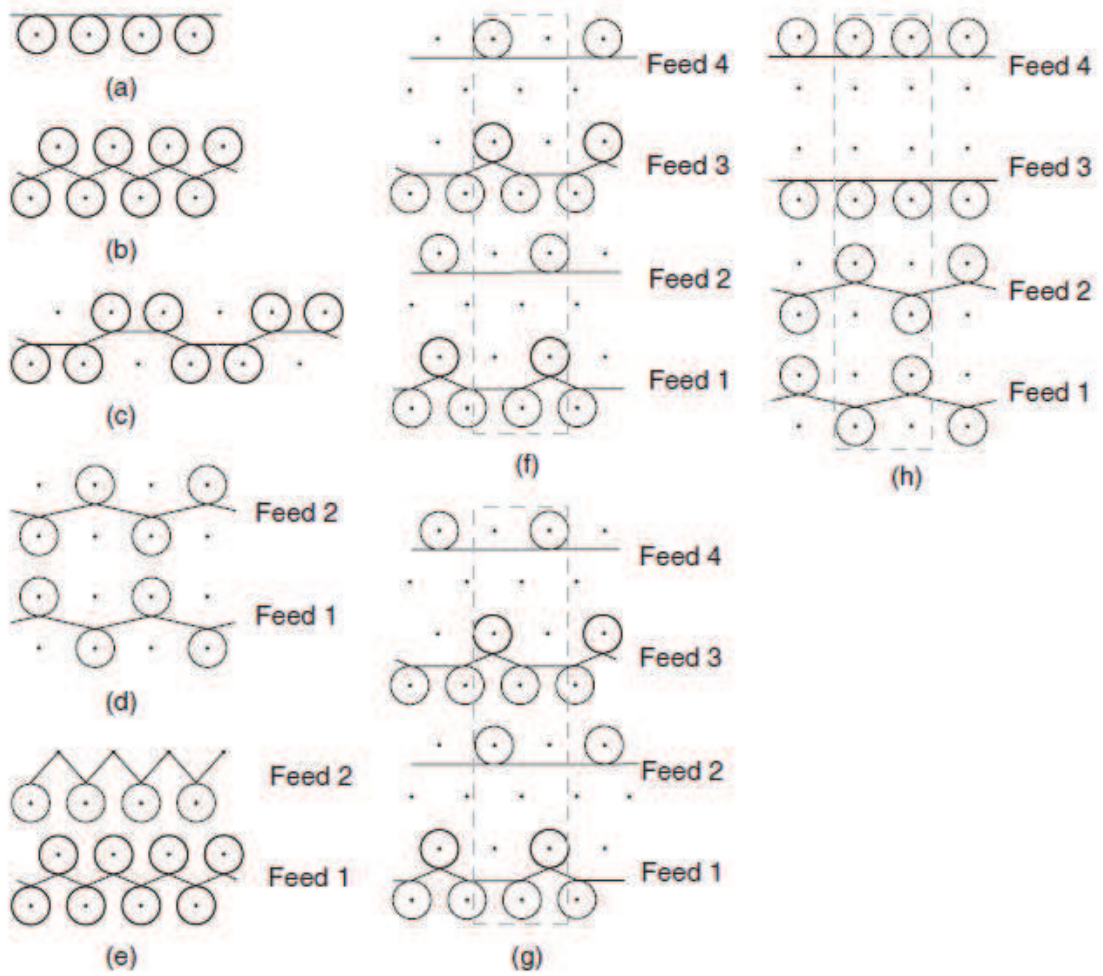 (a)
(b)
(c)
Feed 2
Feed 1
(d)
Feed 2
Feed 1
(e)
Feed 4
Feed 3
Feed 2
Feed 1
(f)
Feed 4
Feed 3
Feed 2
Feed 1
(g)
Feed 4
Feed 3
Feed 2
Feed 1
(h)